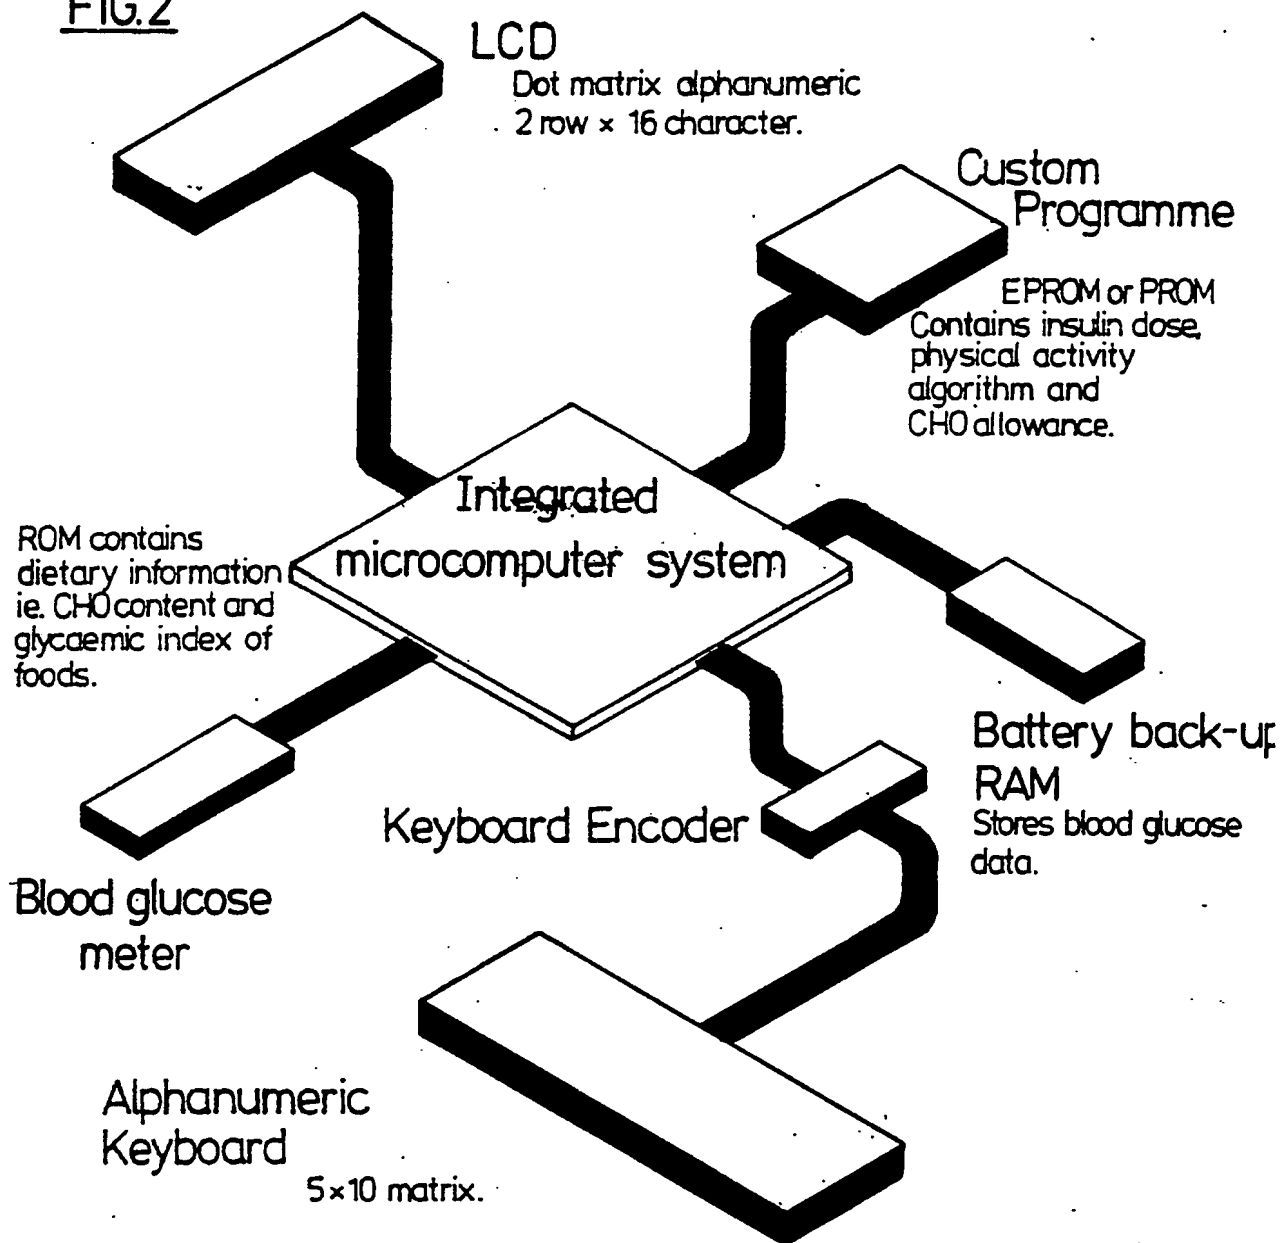 FIG.2
LCD
Dot matrix alphanumeric
2 row × 16 character.
Custom
Programme
EPROM or PROM
Contains insulin dose,
physical activity
algorithm and
CHO allowance.
Integrated
microcomputer system
ROM contains
dietary information
ie. CHO content and
glycaemic index of
foods.
Battery back-up
RAM
Stores blood glucose
data.
Keyboard Encoder
Blood glucose
meter
Alphanumeric
Keyboard
5×10 matrix.